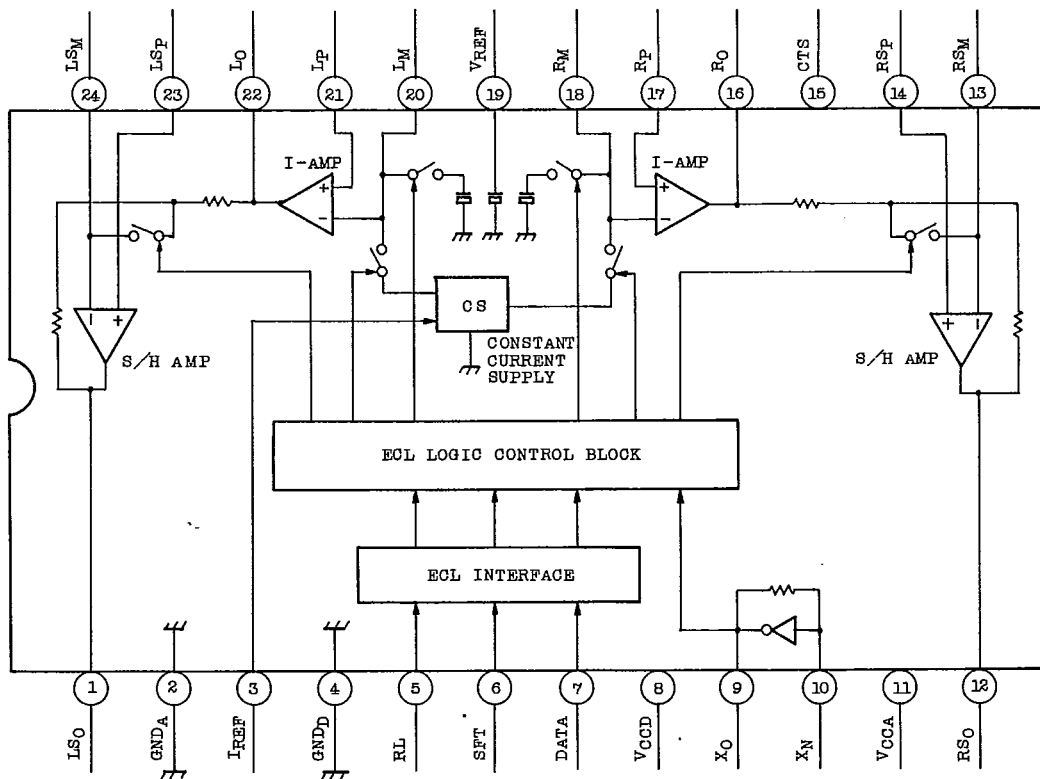 LSM
LSP
LO
LP
LM
VREF
RM
RP
RO
CTS
RSP
RSM
24
23
22
21
20
19
18
17
16
15
14
13
I-AMP
I-AMP
+
+
−
−
CS
− +
+ −
S/H AMP
CONSTANT
CURRENT
SUPPLY
S/H AMP
ECL LOGIC CONTROL BLOCK
ECL INTERFACE
1
2
3
4
5
6
7
8
9
10
11
12
LSO
GNDA
IREF
GNDD
RL
SFT
DATA
VCCD
XO
XN
VCCA
RSO